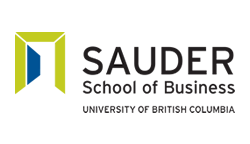 SAUDER
School of Business
UNIVERSITY OF BRITISH COLUMBIA